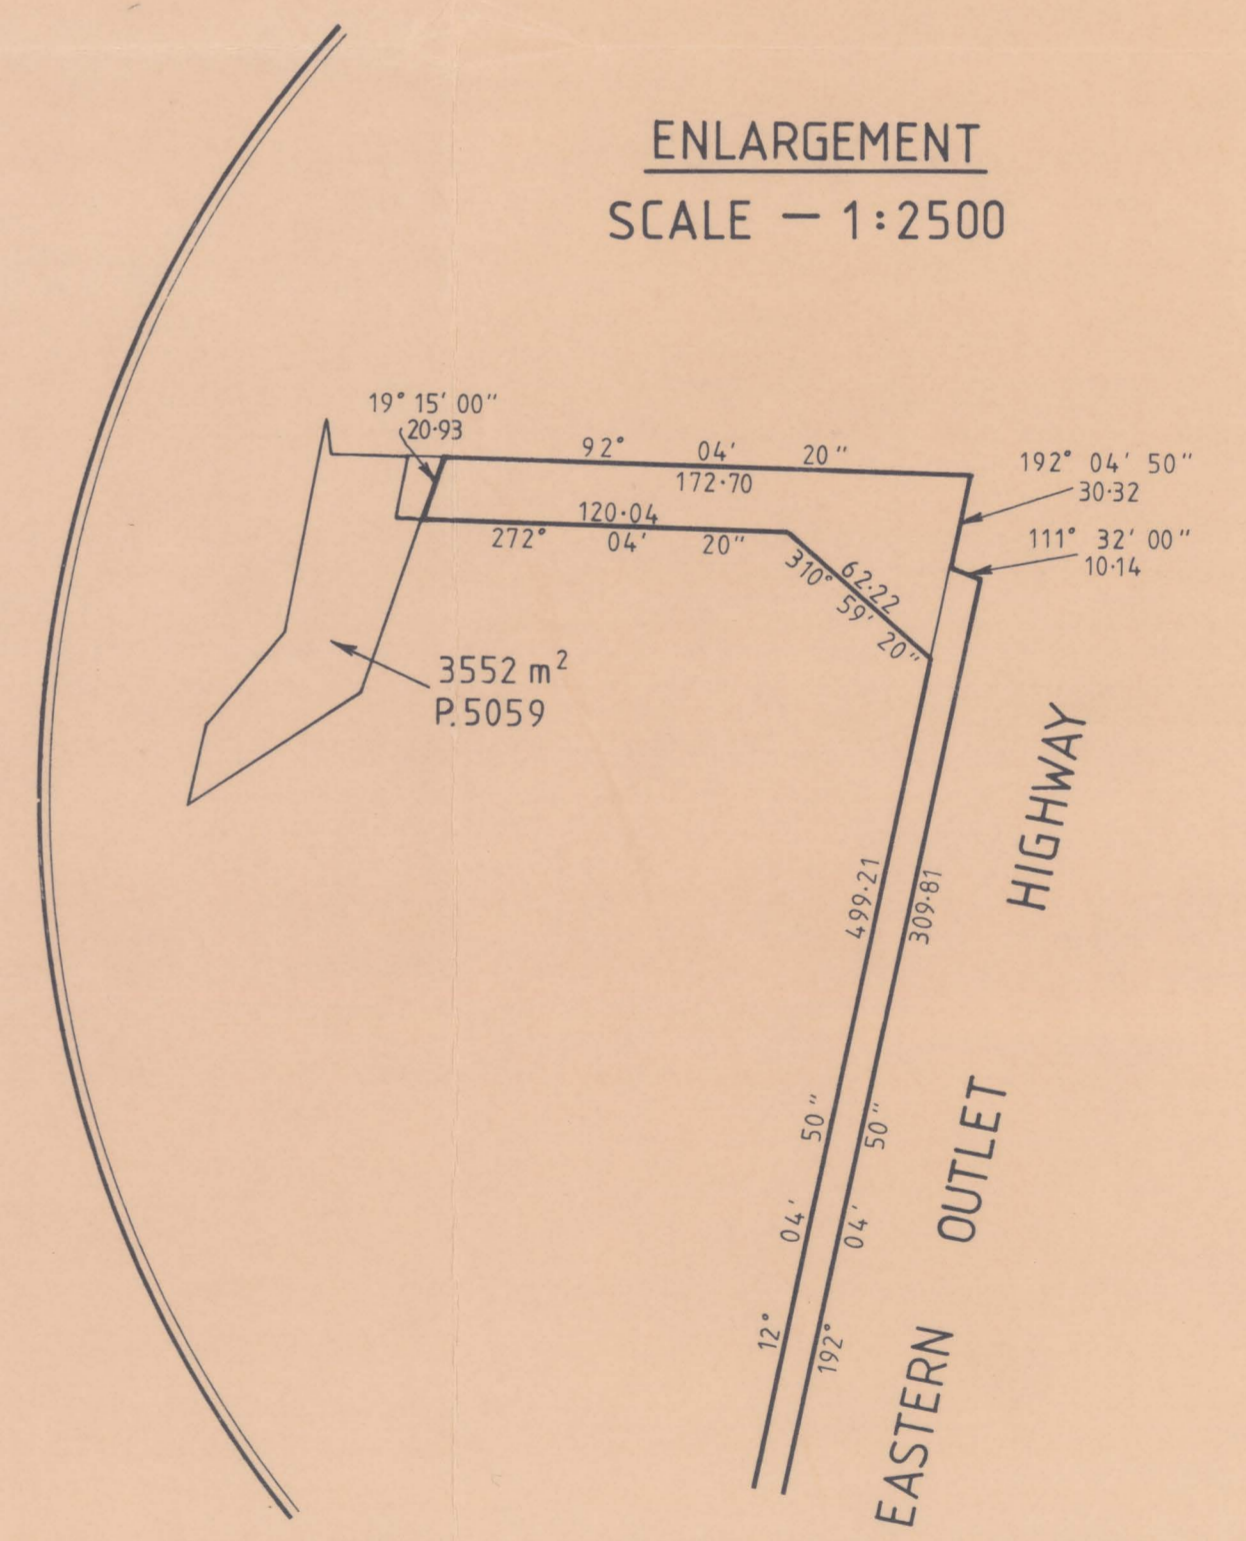 ENLARGEMENT
SCALE — 1:2500
19° 15' 00"
20·93
92° 04' 20"
172·70
192° 04' 50"
30·32
120·04
272° 04' 20"
111° 32' 00"
10·14
62·22
310° 59' 20"
3552 m²
P.5059
499·21
12° 04' 50"
309·81
192° 04' 50"
EASTERN OUTLET HIGHWAY